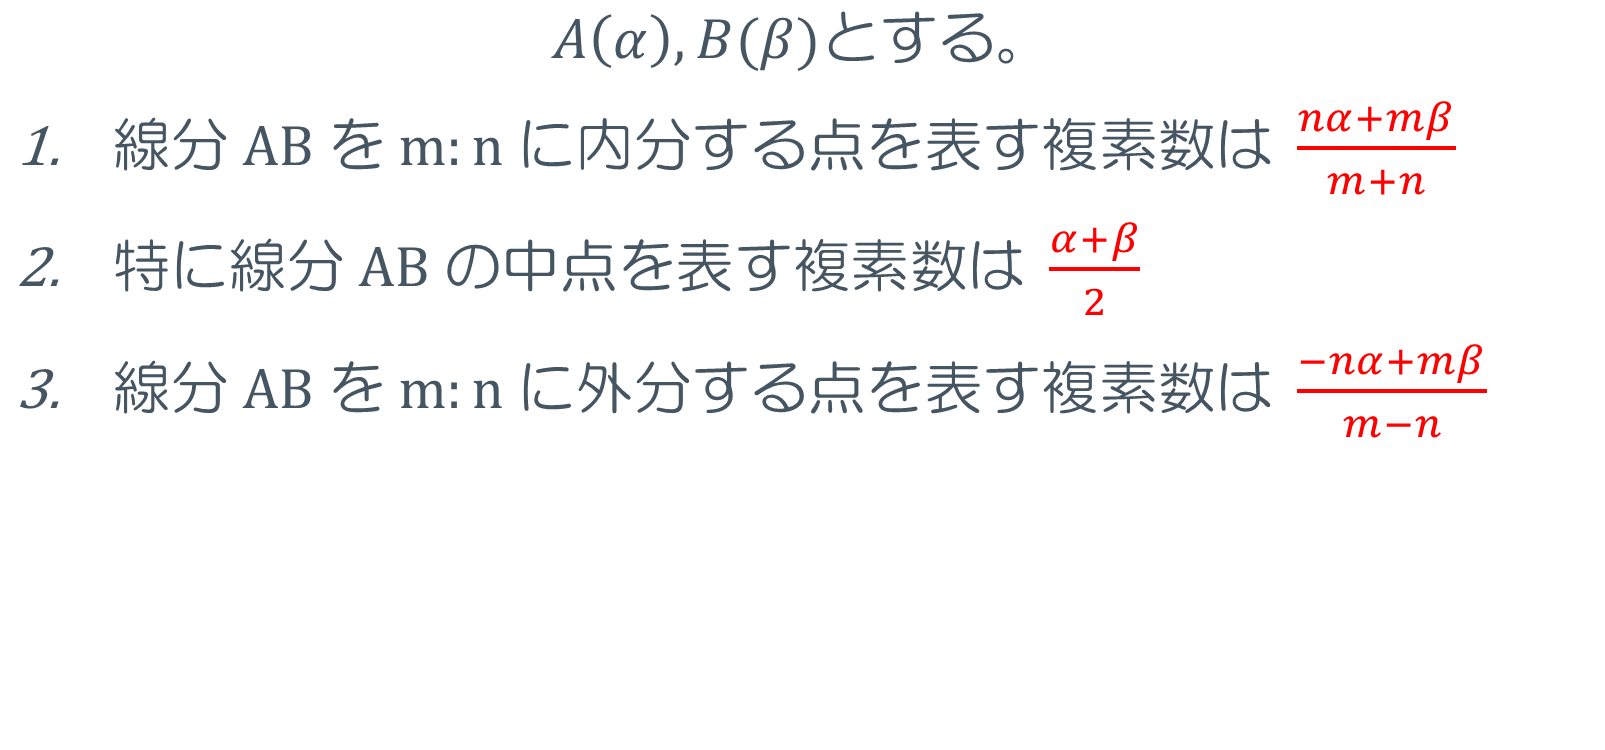 A(α), B(β)とする。
1. 線分 AB を m: n に内分する点を表す複素数は (nα+mβ)/(m+n)
2. 特に線分 AB の中点を表す複素数は (α+β)/2
3. 線分 AB を m: n に外分する点を表す複素数は (−nα+mβ)/(m−n)